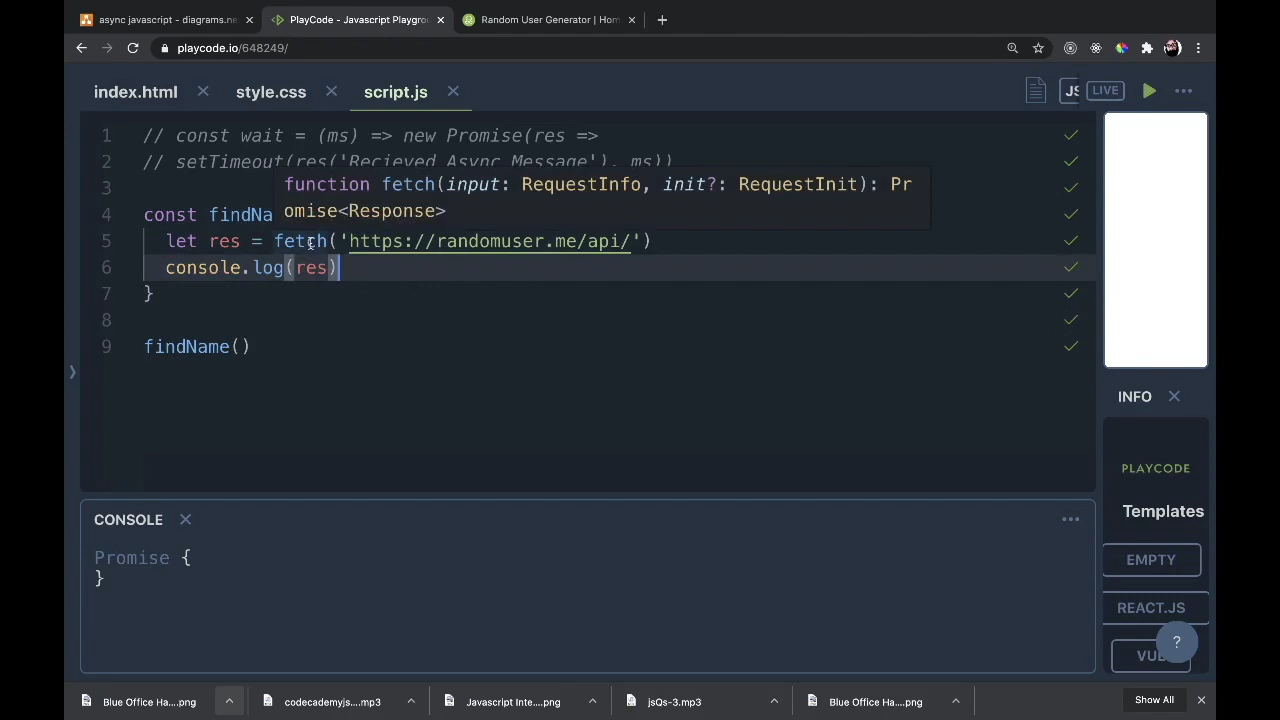 async javascript - diagrams.ne
PlayCode - Javascript Playgro
Random User Generator | Hom
playcode.io/648249/
index.html
style.css
script.js
JS
LIVE
1 // const wait = (ms) => new Promise(res =>
2 // setTimeout(res('Recieved Async Message'), ms))
function fetch(input: RequestInfo, init?: RequestInit): Pr
omise<Response>
3
4 const findNa
5 let res = fetch('https://randomuser.me/api/')
6 console.log(res)
7 }
8
9 findName()
INFO
PLAYCODE
Templates
EMPTY
REACT.JS
VUE
?
CONSOLE
Promise {
}
Blue Office Ha....png
codecademyjs....mp3
Javascript Inte....png
jsQs-3.mp3
Blue Office Ha....png
Show All